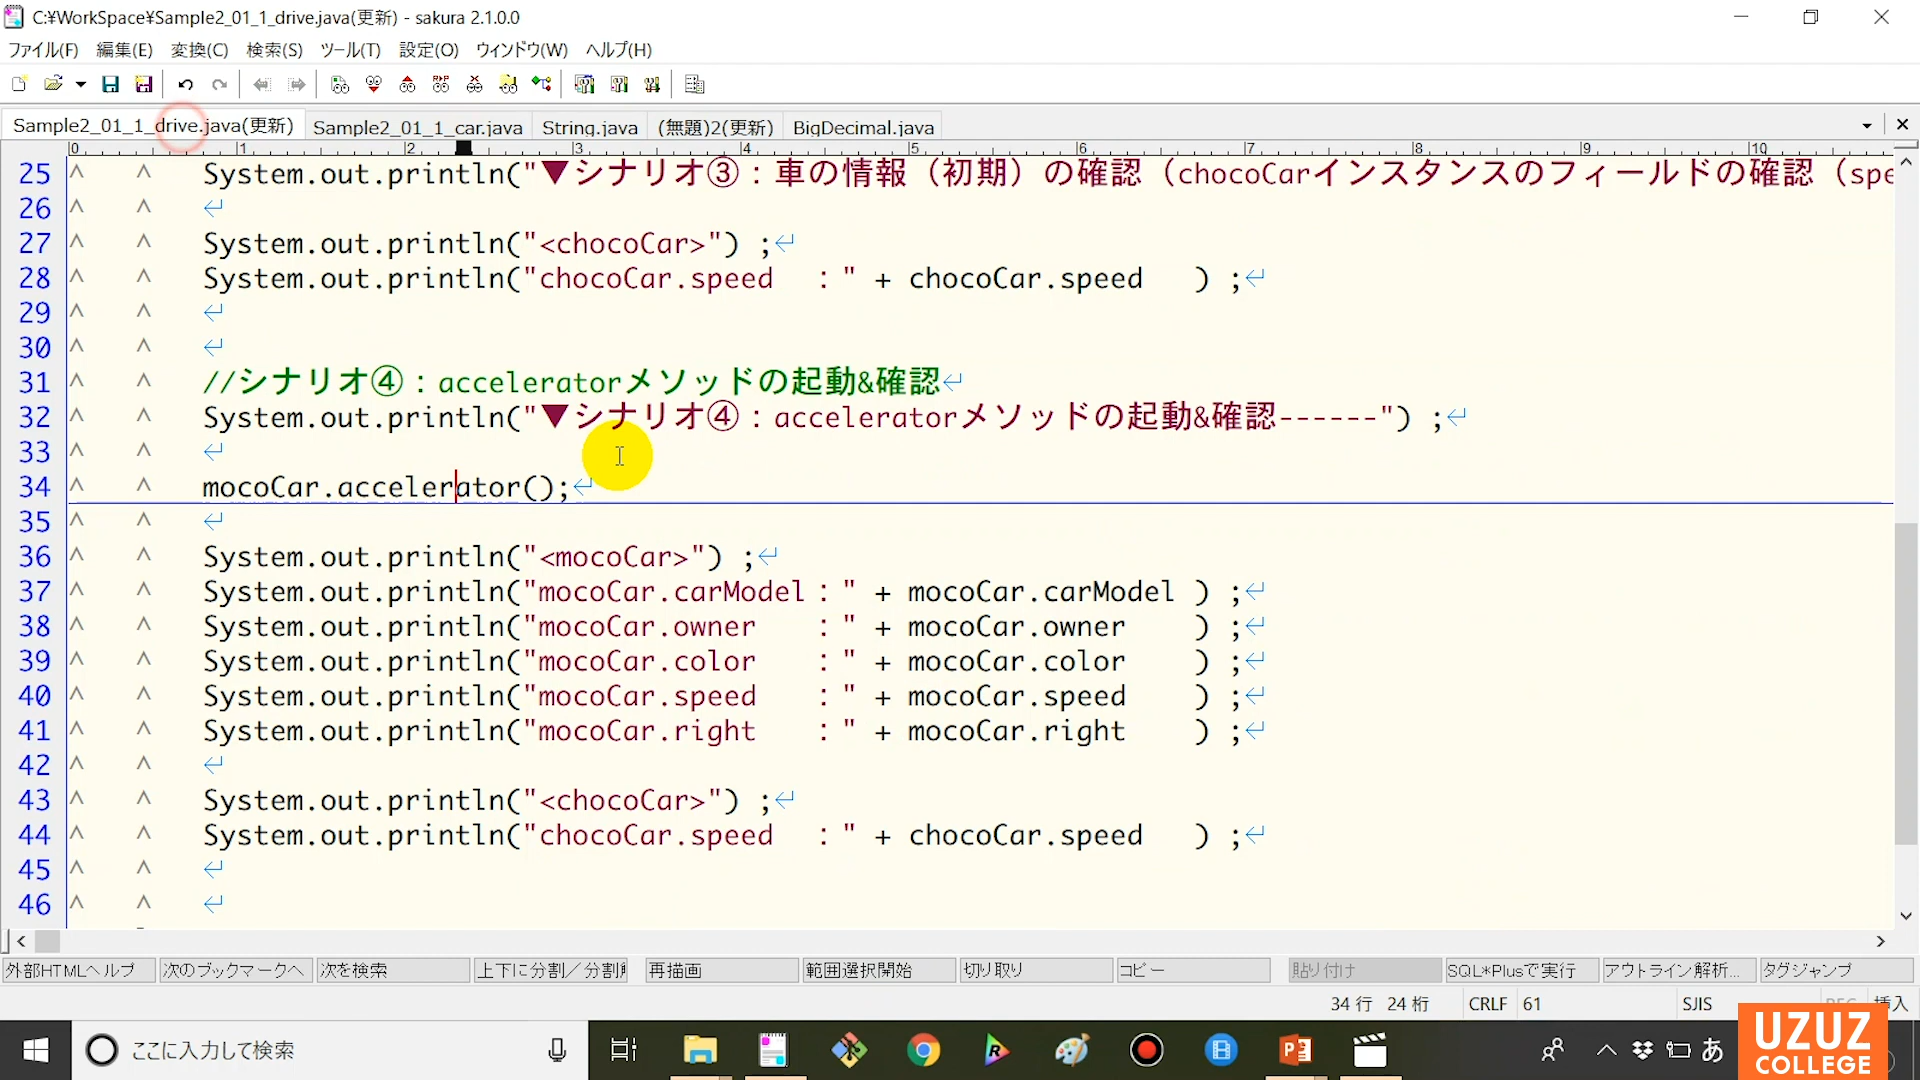 C:¥WorkSpace¥Sample2_01_1_drive.java(更新) - sakura 2.1.0.0
ファイル(F) 編集(E) 変換(C) 検索(S) ツール(T) 設定(O) ウィンドウ(W) ヘルプ(H)
Sample2_01_1_drive.java(更新) Sample2_01_1_car.java String.java (無題)2(更新) BigDecimal.java
0 1 2 3 4 5 6 7 8 9 10
25 System.out.println("▼シナリオ③：車の情報（初期）の確認（chocoCarインスタンスのフィールドの確認（spe
26
27 System.out.println("<chocoCar>") ;
28 System.out.println("chocoCar.speed : " + chocoCar.speed ) ;
29
30
31 //シナリオ④：acceleratorメソッドの起動&確認
32 System.out.println("▼シナリオ④：acceleratorメソッドの起動&確認------") ;
33
34 mocoCar.accelerator();
35
36 System.out.println("<mocoCar>") ;
37 System.out.println("mocoCar.carModel : " + mocoCar.carModel ) ;
38 System.out.println("mocoCar.owner : " + mocoCar.owner ) ;
39 System.out.println("mocoCar.color : " + mocoCar.color ) ;
40 System.out.println("mocoCar.speed : " + mocoCar.speed ) ;
41 System.out.println("mocoCar.right : " + mocoCar.right ) ;
42
43 System.out.println("<chocoCar>") ;
44 System.out.println("chocoCar.speed : " + chocoCar.speed ) ;
45
46
外部HTMLヘルプ 次のブックマークへ 次を検索 上下に分割／分割 再描画 範囲選択開始 切り取り コピー 貼り付け SQL*Plusで実行 アウトライン解析... タグジャンプ
34 行 24 桁 CRLF 61 SJIS REC 挿入
ここに入力して検索
あ
UZUZ
COLLEGE